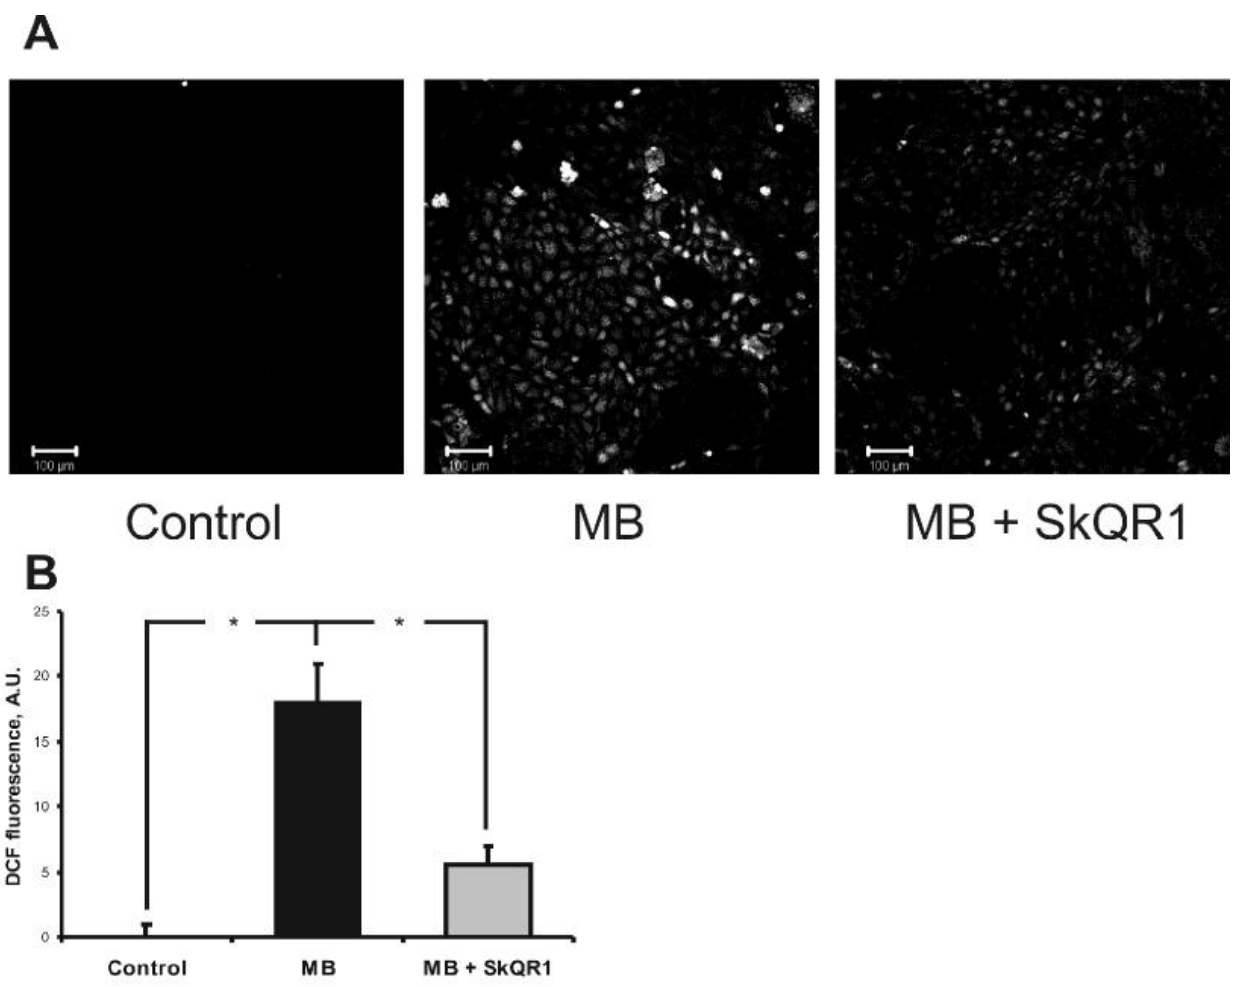 A
100 µm
100 µm
100 µm
Control
MB
MB + SkQR1
B
DCF fluorescence, A.U.
25
20
15
10
5
0
*
*
Control
MB
MB + SkQR1